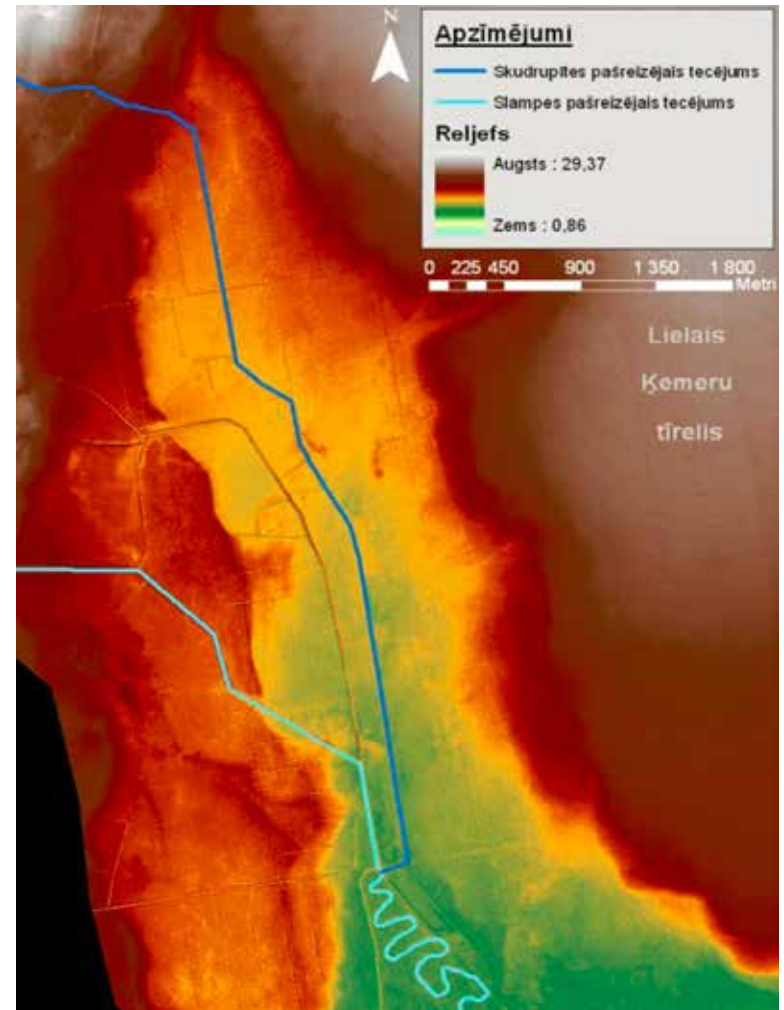 N
Apzīmējumi
Skudrupītes pašreizējais tecējums
Slampes pašreizējais tecējums
Reljefs
Augsts : 29,37
Zems : 0,86
0 225 450 900 1 350 1 800
Metri
Lielais
Ķemeru
tīrelis